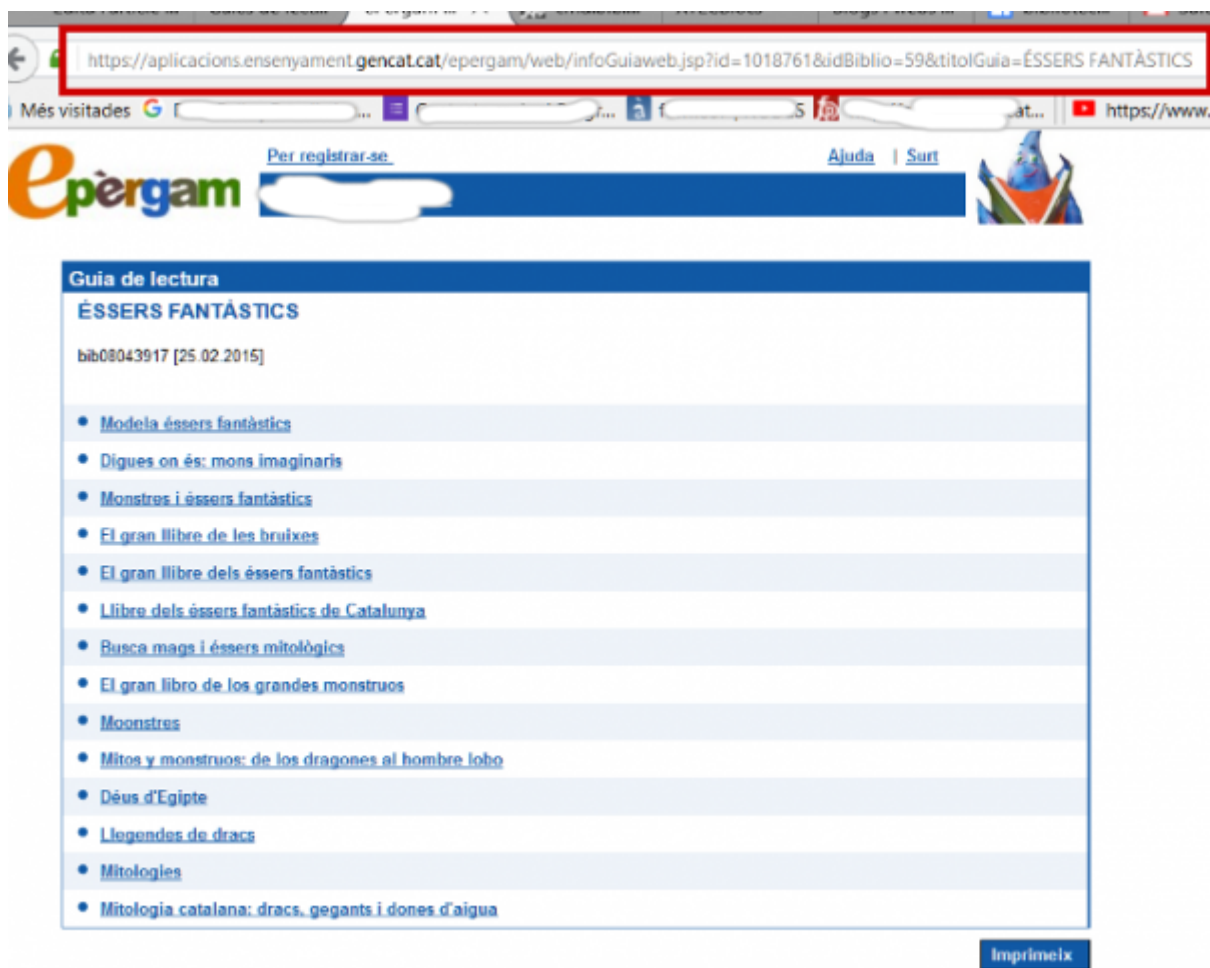 https://aplicacions.ensenyament.gencat.cat/epergam/web/infoGuiaweb.jsp?id=1018761&idBiblio=59&titolGuia=ÉSSERS FANTÀSTICS
Més visitades G ... ... à S at... https://www.
Per registrar-se Ajuda | Surt
epèrgam
Guia de lectura
ÉSSERS FANTÀSTICS
bib08043917 [25.02.2015]
Modela éssers fantàstics
Digues on és: mons imaginaris
Monstres i éssers fantàstics
El gran llibre de les bruixes
El gran llibre dels éssers fantàstics
Llibre dels éssers fantàstics de Catalunya
Busca mags i éssers mitològics
El gran libro de los grandes monstruos
Moonstres
Mitos y monstruos: de los dragones al hombre lobo
Déus d'Egipte
Llegendes de dracs
Mitologies
Mitologia catalana: dracs, gegants i dones d'aigua
Imprimeix